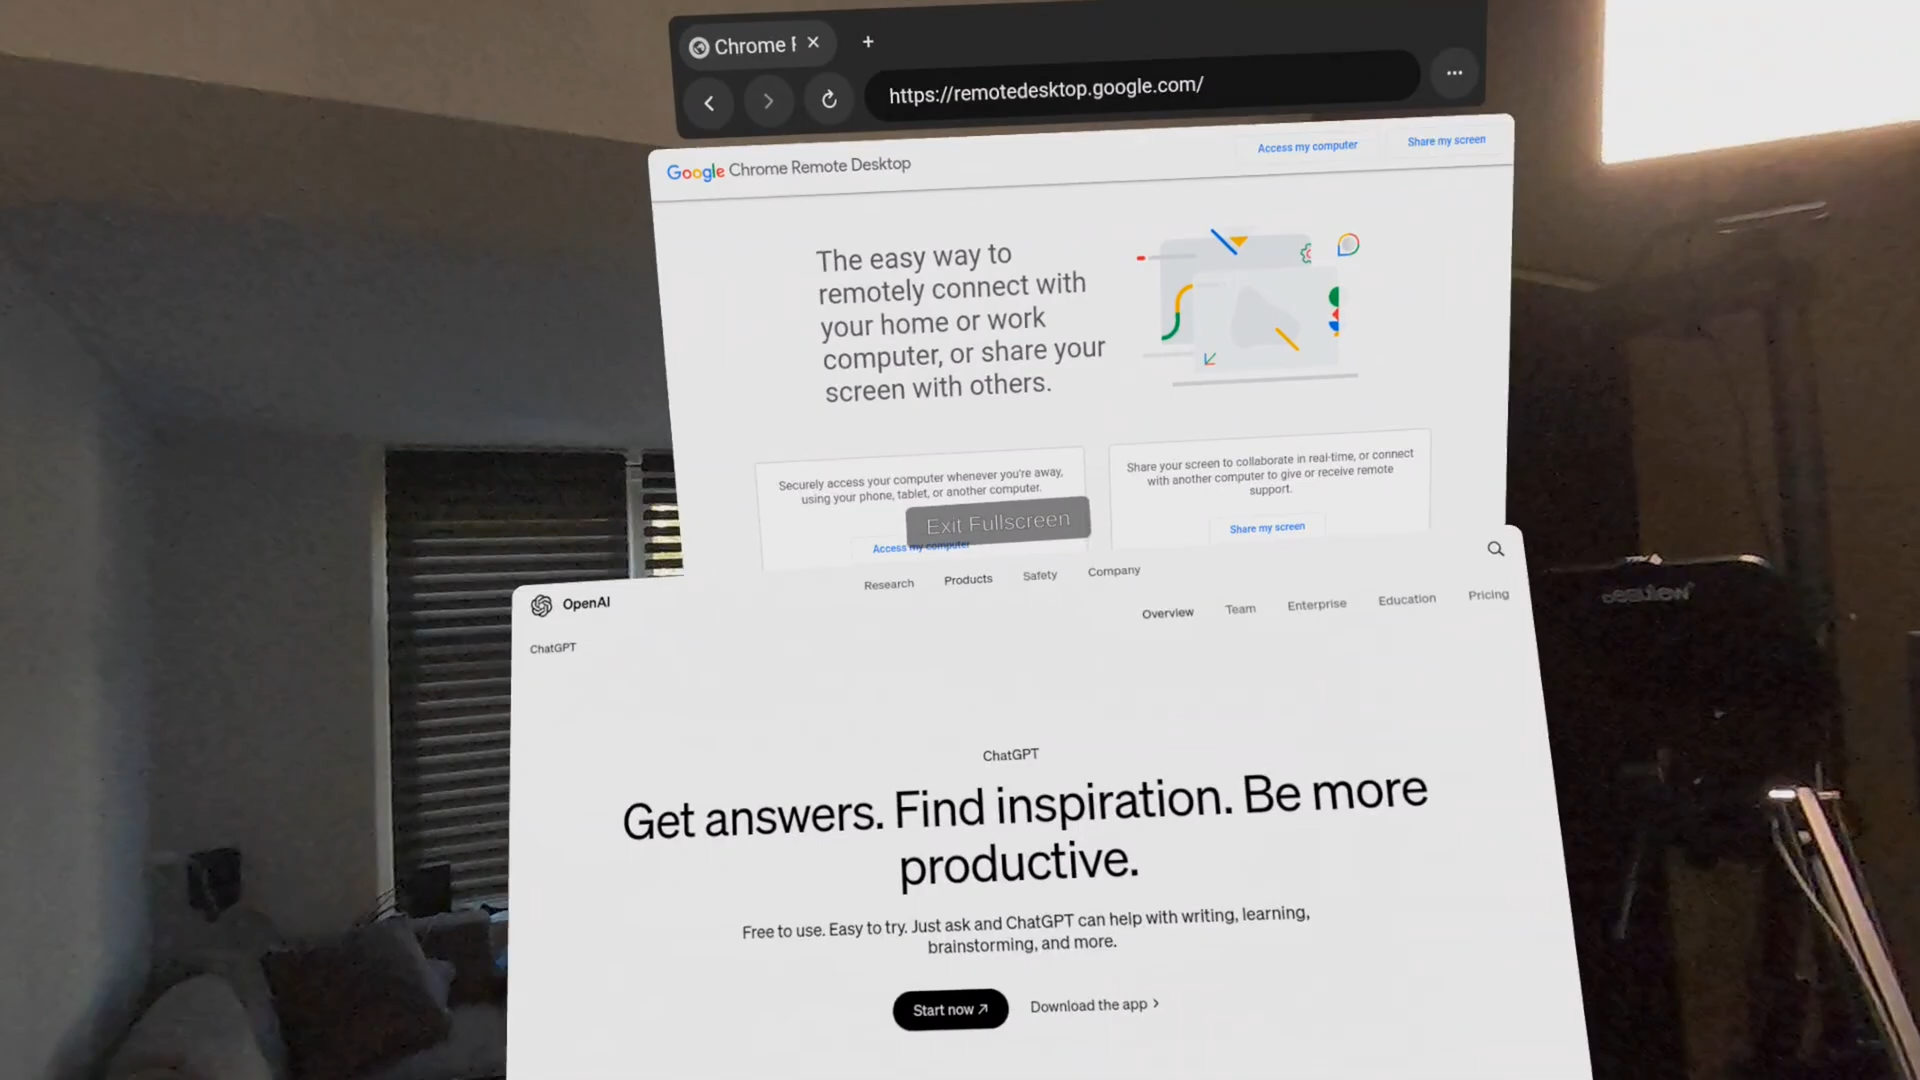 Chrome
https://remotedesktop.google.com/
Google Chrome Remote Desktop
Access my computer
Share my screen
The easy way to
remotely connect with
your home or work
computer, or share your
screen with others.
Securely access your computer whenever you're away,
using your phone, tablet, or another computer.
Access my computer
Share your screen to collaborate in real-time, or connect
with another computer to give or receive remote
support.
Share my screen
Exit Fullscreen
OpenAI
Research Products Safety Company
ChatGPT
Overview Team Enterprise Education Pricing
ChatGPT
Get answers. Find inspiration. Be more
productive.
Free to use. Easy to try. Just ask and ChatGPT can help with writing, learning,
brainstorming, and more.
Start now ↗
Download the app >